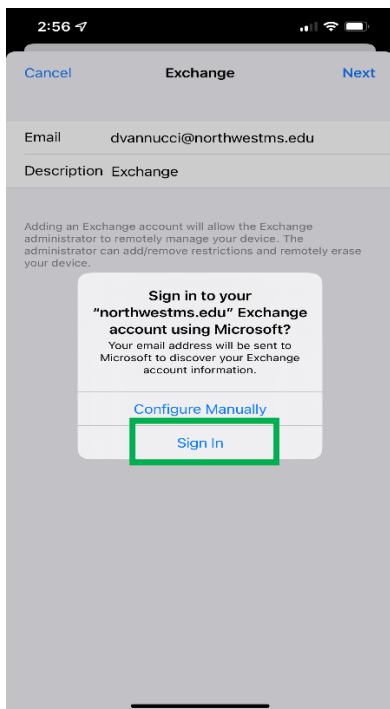 2:56
Cancel Exchange Next
Email dvannucci@northwestms.edu
Description Exchange
Adding an Exchange account will allow the Exchange
administrator to remotely manage your device. The
administrator can add/remove restrictions and remotely erase
your device.
Sign in to your
“northwestms.edu” Exchange
account using Microsoft?
Your email address will be sent to
Microsoft to discover your Exchange
account information.
Configure Manually
Sign In